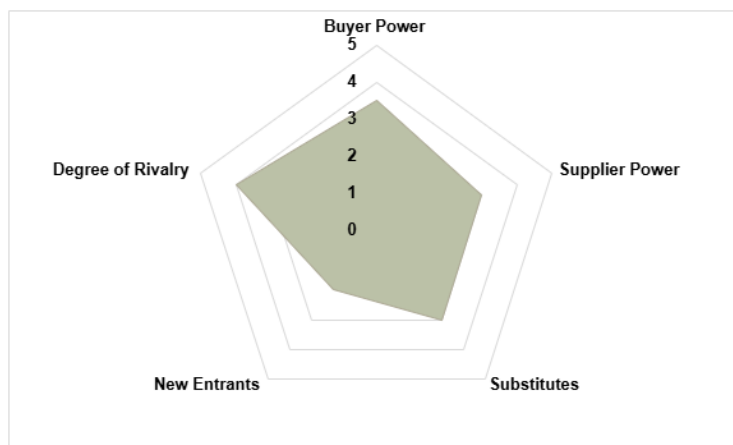 Buyer Power
5
4
3
2
1
0
Degree of Rivalry
Supplier Power
New Entrants
Substitutes